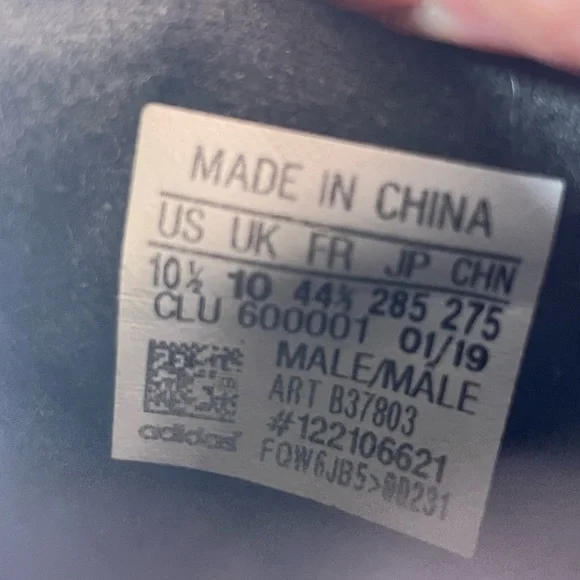 MADE IN CHINA
US UK FR JP CHN
10½ 10 44⅔ 285 275
CLU 600001 01/19
MALE/MÂLE
ART B37803
#122106621
adidas
FQW6JB5>